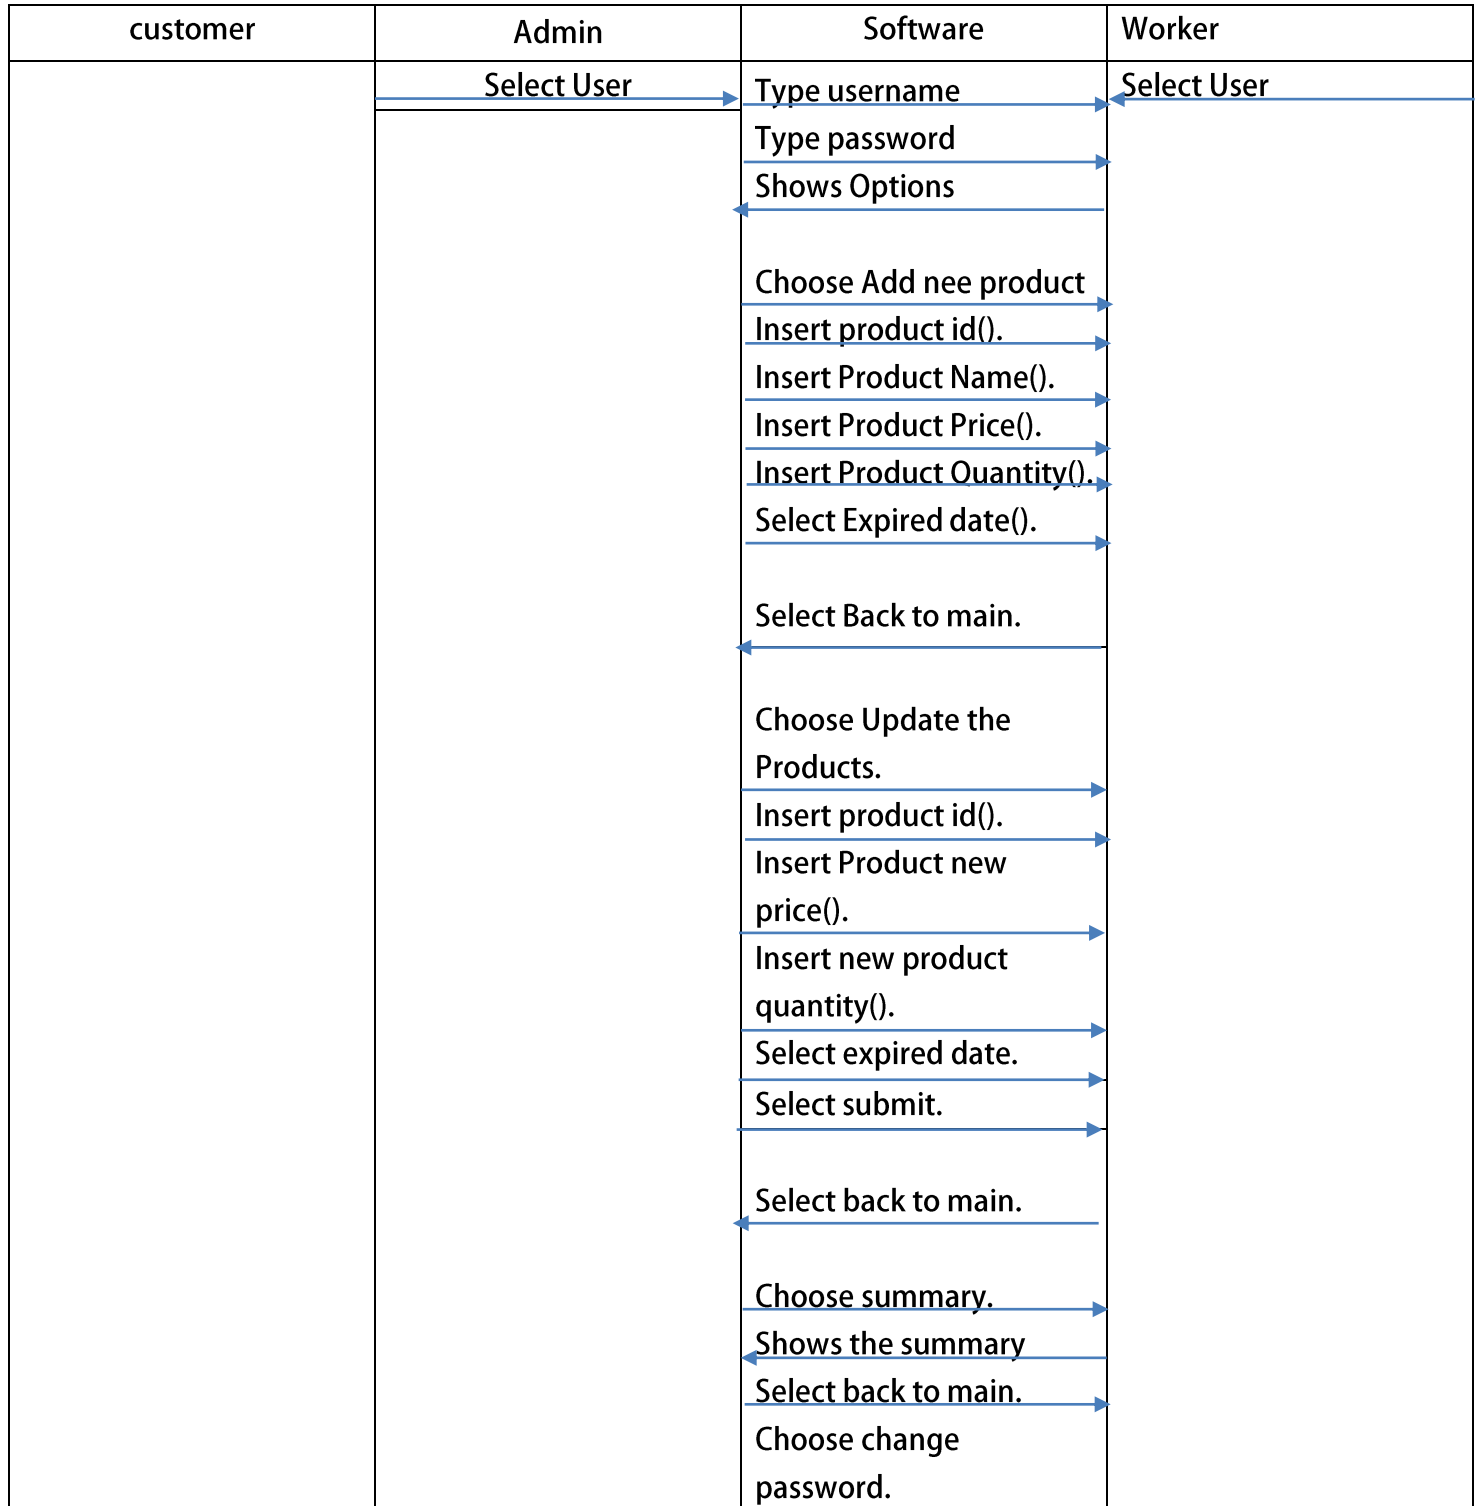 customer
Admin
Software
Worker
Select User
Type username
Select User
Type password
Shows Options
Choose Add nee product
Insert product id().
Insert Product Name().
Insert Product Price().
Insert Product Quantity().
Select Expired date().
Select Back to main.
Choose Update the
Products.
Insert product id().
Insert Product new
price().
Insert new product
quantity().
Select expired date.
Select submit.
Select back to main.
Choose summary.
Shows the summary
Select back to main.
Choose change
password.